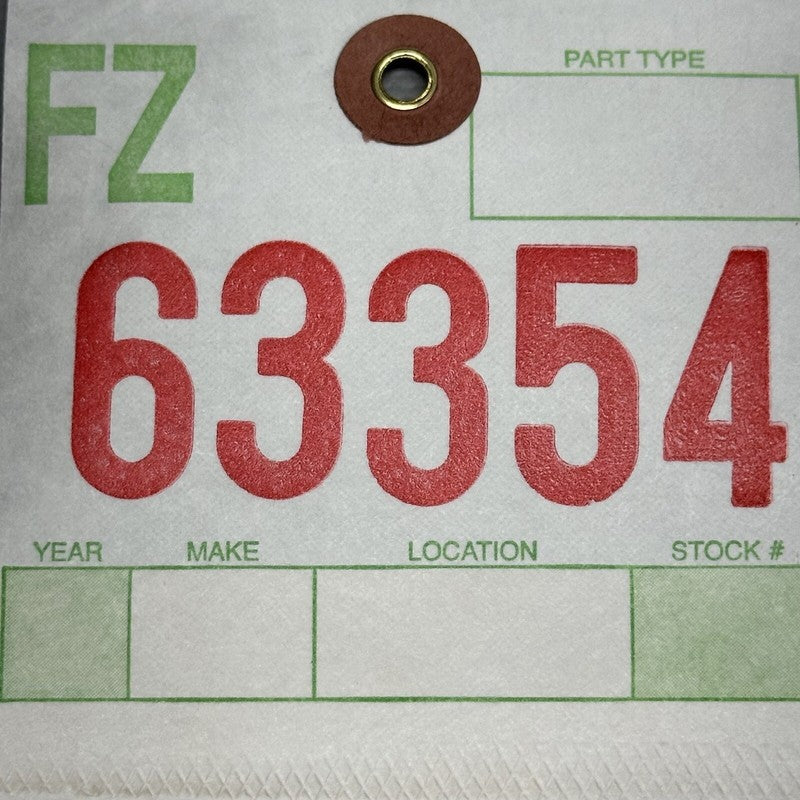 FZ
PART TYPE
63354
YEAR MAKE LOCATION STOCK #